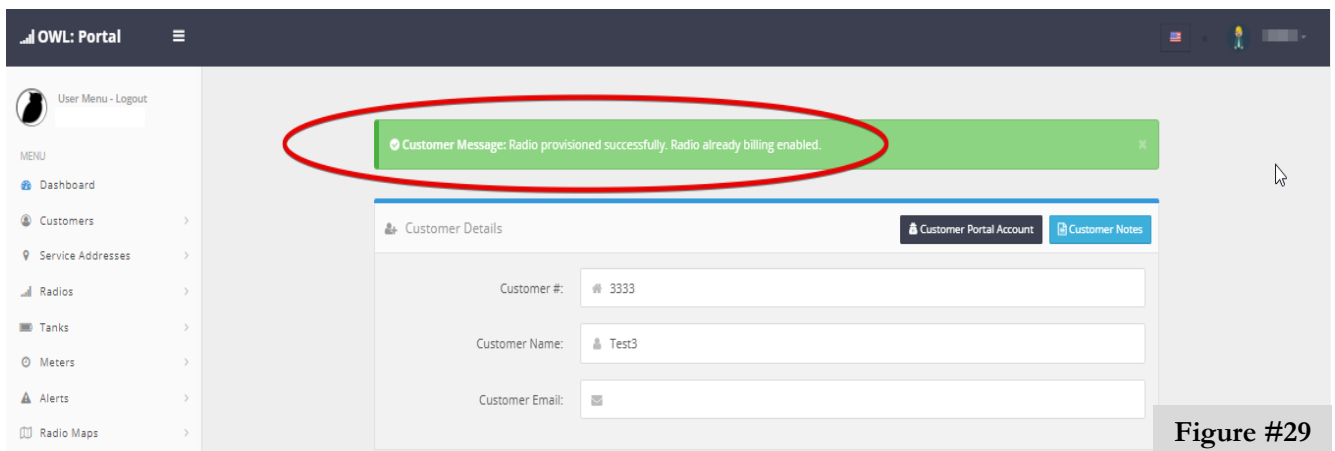 OWL: Portal
User Menu - Logout
MENU
Dashboard
Customers
Service Addresses
Radios
Tanks
Meters
Alerts
Radio Maps
Customer Message: Radio provisioned successfully. Radio already billing enabled.
Customer Details
Customer Portal Account
Customer Notes
Customer #: 3333
Customer Name: Test3
Customer Email:
Figure #29